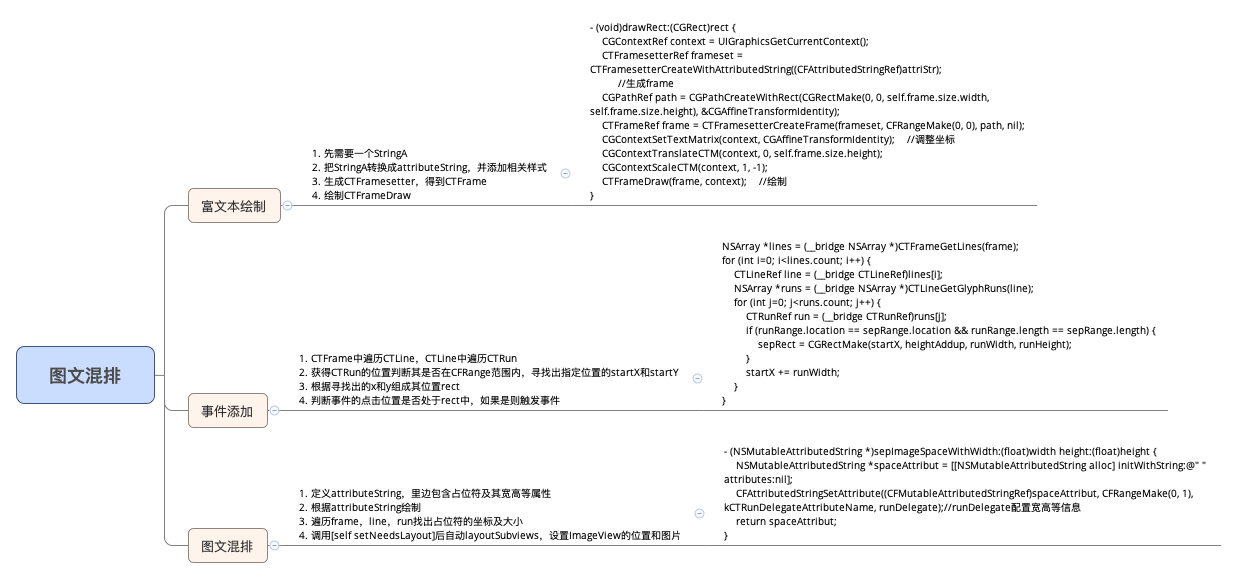 图文混排
富文本绘制
1. 先需要一个StringA
2. 把StringA转换成attributeString，并添加相关样式
3. 生成CTFramesetter，得到CTFrame
4. 绘制CTFrameDraw
- (void)drawRect:(CGRect)rect {
CGContextRef context = UIGraphicsGetCurrentContext();
CTFramesetterRef frameset =
CTFramesetterCreateWithAttributedString((CFAttributedStringRef)attriStr);
//生成frame
CGPathRef path = CGPathCreateWithRect(CGRectMake(0, 0, self.frame.size.width,
self.frame.size.height), &CGAffineTransformIdentity);
CTFrameRef frame = CTFramesetterCreateFrame(frameset, CFRangeMake(0, 0), path, nil);
CGContextSetTextMatrix(context, CGAffineTransformIdentity); //调整坐标
CGContextTranslateCTM(context, 0, self.frame.size.height);
CGContextScaleCTM(context, 1, -1);
CTFrameDraw(frame, context); //绘制
}
事件添加
1. CTFrame中遍历CTLine，CTLine中遍历CTRun
2. 获得CTRun的位置判断其是否在CFRange范围内，寻找出指定位置的startX和startY
3. 根据寻找出的x和y组成其位置rect
4. 判断事件的点击位置是否处于rect中，如果是则触发事件
NSArray *lines = (__bridge NSArray *)CTFrameGetLines(frame);
for (int i=0; i<lines.count; i++) {
CTLineRef line = (__bridge CTLineRef)lines[i];
NSArray *runs = (__bridge NSArray *)CTLineGetGlyphRuns(line);
for (int j=0; j<runs.count; j++) {
CTRunRef run = (__bridge CTRunRef)runs[j];
if (runRange.location == sepRange.location && runRange.length == sepRange.length) {
sepRect = CGRectMake(startX, heightAddup, runWidth, runHeight);
}
startX += runWidth;
}
}
图文混排
1. 定义attributeString，里边包含占位符及其宽高等属性
2. 根据attributeString绘制
3. 遍历frame，line，run找出占位符的坐标及大小
4. 调用[self setNeedsLayout]后自动layoutSubviews，设置ImageView的位置和图片
- (NSMutableAttributedString *)sepImageSpaceWithWidth:(float)width height:(float)height {
NSMutableAttributedString *spaceAttribut = [[NSMutableAttributedString alloc] initWithString:@" "
attributes:nil];
CFAttributedStringSetAttribute((CFMutableAttributedStringRef)spaceAttribut, CFRangeMake(0, 1),
kCTRunDelegateAttributeName, runDelegate);//runDelegate配置宽高等信息
return spaceAttribut;
}